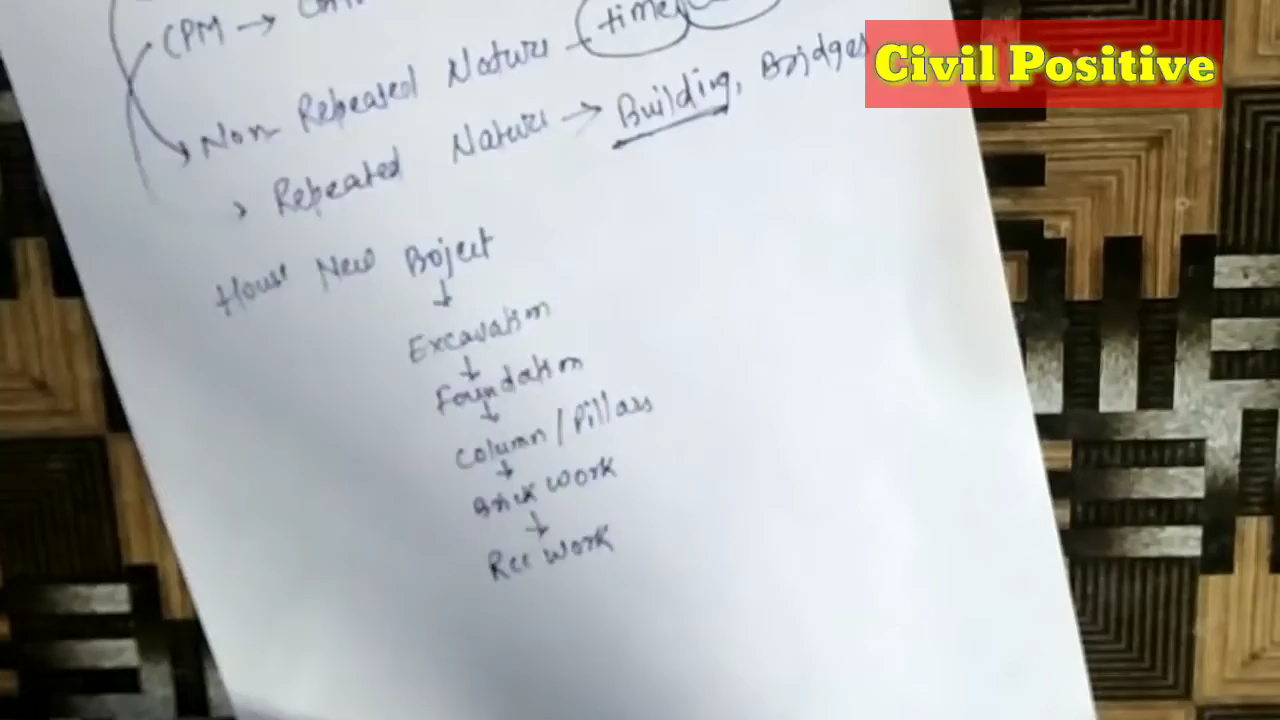 CPM →
Non-Repeated Nature - time,
Civil Positive
> Repeated Nature → Building, Bridges
House New Project
↓
Excavation
↓
Foundation
↓
Column / Pillars
↓
Brick work
↓
Rcc work